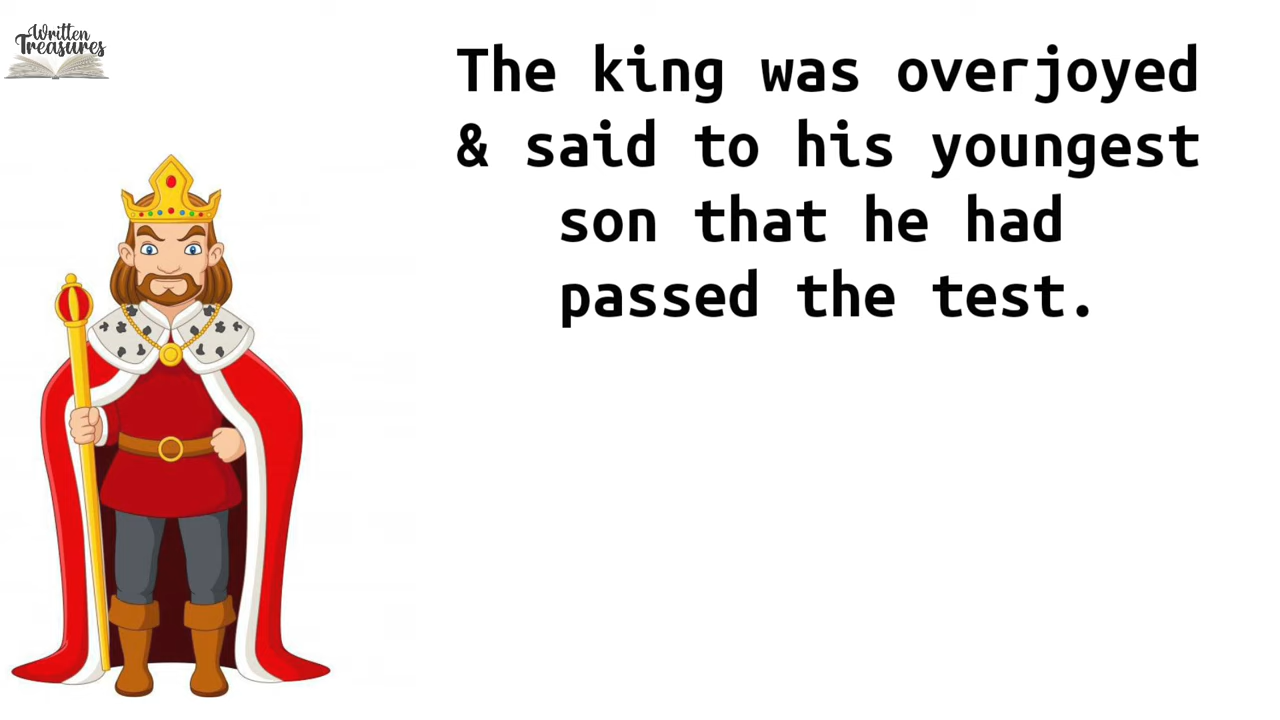 Written
Treasures
The king was overjoyed
& said to his youngest
son that he had
passed the test.